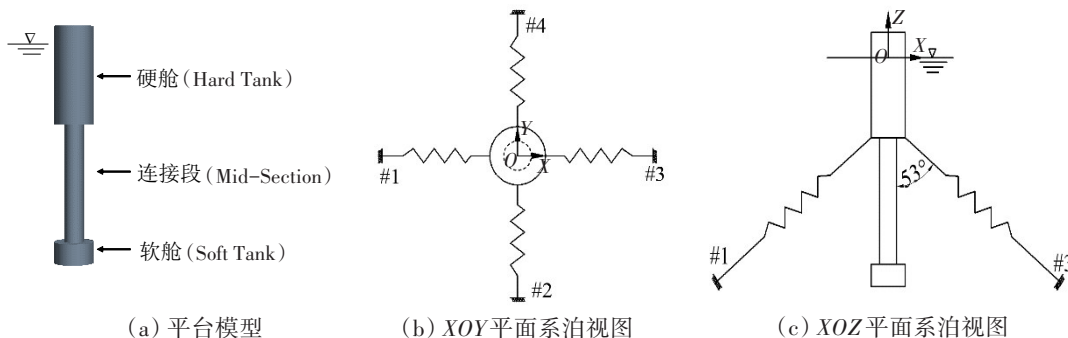 硬舱(Hard Tank)
连接段(Mid-Section)
软舱(Soft Tank)
(a) 平台模型
#4
Y
O
X
#1
#3
#2
(b) XOY平面系泊视图
Z
X
O
53°
#1
#3
(c) XOZ平面系泊视图